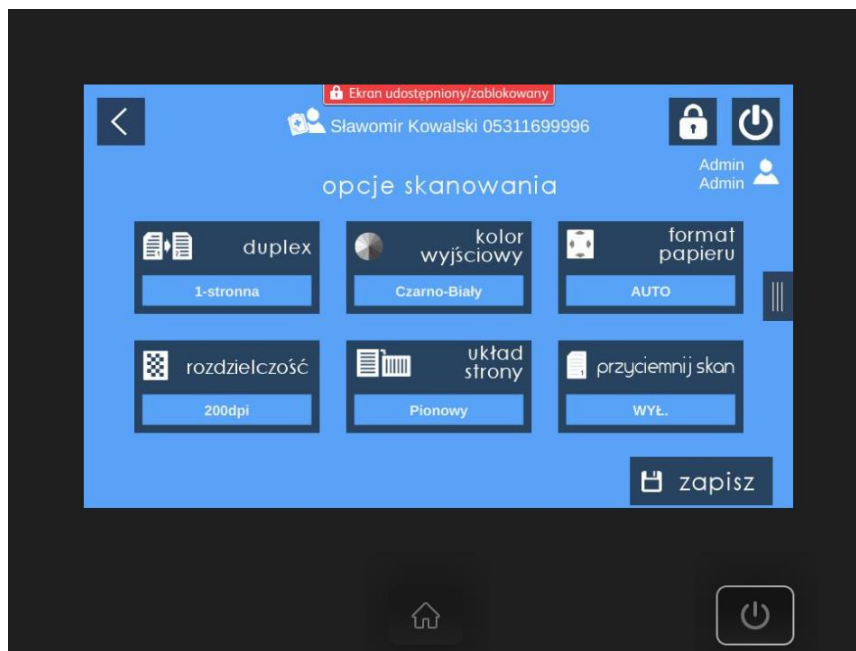 Ekran udostępniony/zablokowany
Sławomir Kowalski 05311699996
Admin
Admin
opcje skanowania
duplex
1-stronna
kolor
wyjściowy
Czarno-Biały
format
papieru
AUTO
rozdzielczość
200dpi
układ
strony
Pionowy
przyciemnij skan
WYŁ.
zapisz